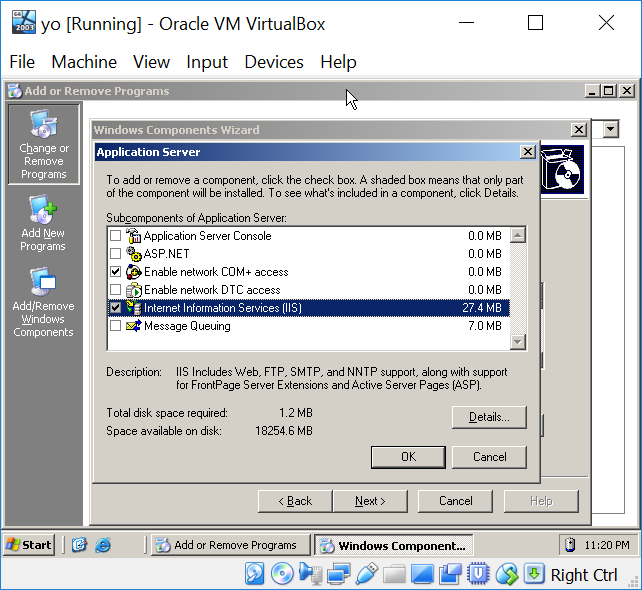 2003
yo [Running] - Oracle VM VirtualBox
File Machine View Input Devices Help
Add or Remove Programs
Change or
Remove
Programs
Add New
Programs
Add/Remove
Windows
Components
Windows Components Wizard
Application Server
To add or remove a component, click the check box. A shaded box means that only part
of the component will be installed. To see what's included in a component, click Details.
Subcomponents of Application Server:
Application Server Console 0.0 MB
ASP.NET 0.0 MB
Enable network COM+ access 0.0 MB
Enable network DTC access 0.0 MB
Internet Information Services (IIS) 27.4 MB
Message Queuing 7.0 MB
Description: IIS Includes Web, FTP, SMTP, and NNTP support, along with support
for FrontPage Server Extensions and Active Server Pages (ASP).
Total disk space required: 1.2 MB
Space available on disk: 18254.6 MB
Details...
OK Cancel
< Back Next > Cancel Help
Start Add or Remove Programs Windows Component... 11:20 PM
Right Ctrl